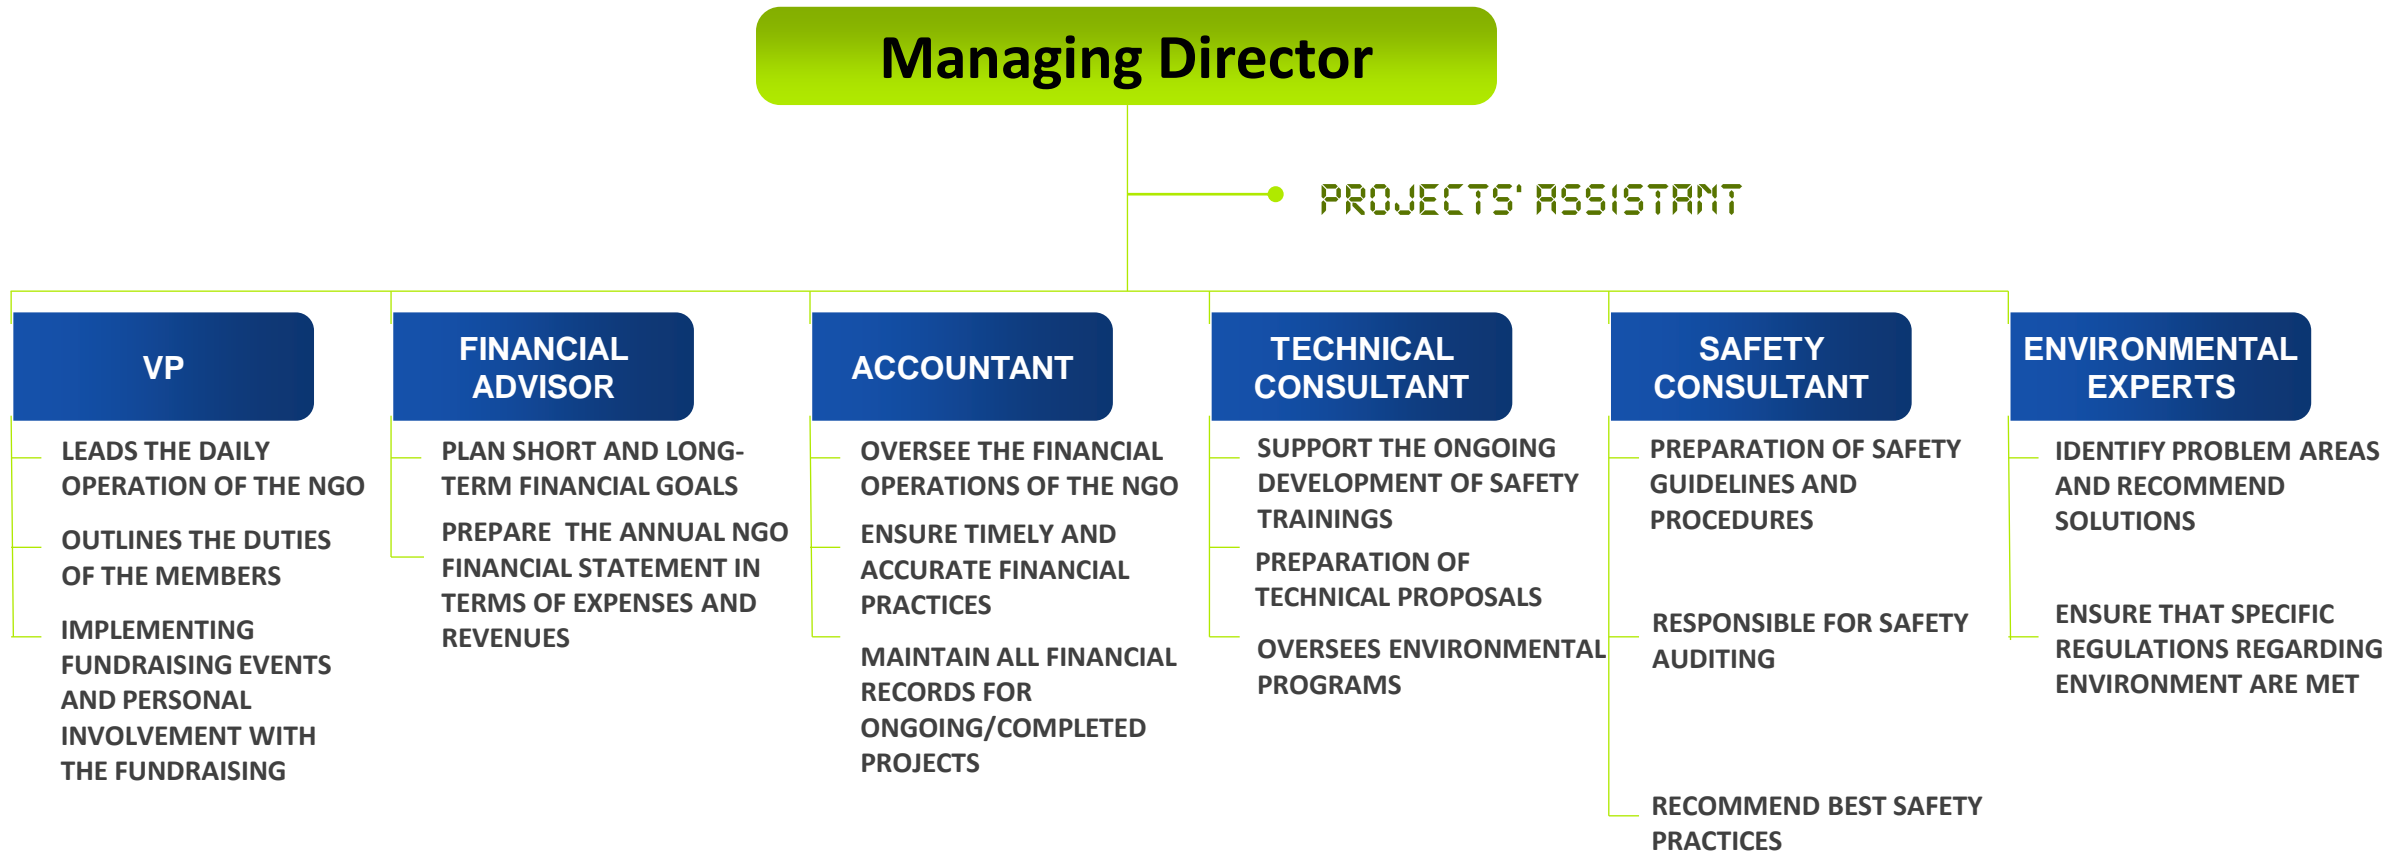 Managing Director
PROJECTS' ASSISTANT
VP
LEADS THE DAILY
OPERATION OF THE NGO
OUTLINES THE DUTIES
OF THE MEMBERS
IMPLEMENTING
FUNDRAISING EVENTS
AND PERSONAL
INVOLVEMENT WITH
THE FUNDRAISING
FINANCIAL
ADVISOR
PLAN SHORT AND LONG-
TERM FINANCIAL GOALS
PREPARE  THE ANNUAL NGO
FINANCIAL STATEMENT IN
TERMS OF EXPENSES AND
REVENUES
ACCOUNTANT
OVERSEE THE FINANCIAL
OPERATIONS OF THE NGO
ENSURE TIMELY AND
ACCURATE FINANCIAL
PRACTICES
MAINTAIN ALL FINANCIAL
RECORDS FOR
ONGOING/COMPLETED
PROJECTS
TECHNICAL
CONSULTANT
SUPPORT THE ONGOING
DEVELOPMENT OF SAFETY
TRAININGS
PREPARATION OF
TECHNICAL PROPOSALS
OVERSEES ENVIRONMENTAL
PROGRAMS
SAFETY
CONSULTANT
PREPARATION OF SAFETY
GUIDELINES AND
PROCEDURES
RESPONSIBLE FOR SAFETY
AUDITING
RECOMMEND BEST SAFETY
PRACTICES
ENVIRONMENTAL
EXPERTS
IDENTIFY PROBLEM AREAS
AND RECOMMEND
SOLUTIONS
ENSURE THAT SPECIFIC
REGULATIONS REGARDING
ENVIRONMENT ARE MET